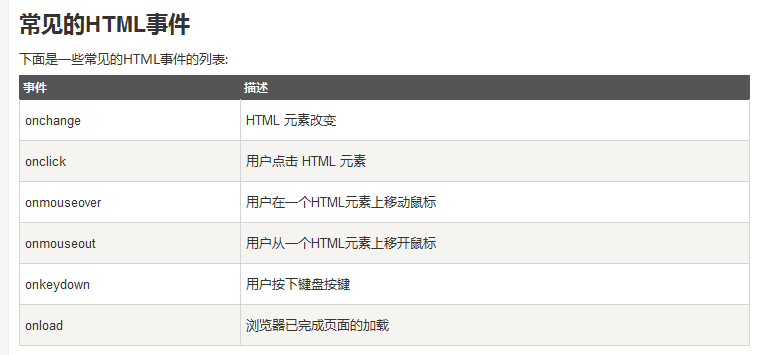 常见的HTML事件
下面是一些常见的HTML事件的列表:
事件 描述
onchange HTML 元素改变
onclick 用户点击 HTML 元素
onmouseover 用户在一个HTML元素上移动鼠标
onmouseout 用户从一个HTML元素上移开鼠标
onkeydown 用户按下键盘按键
onload 浏览器已完成页面的加载